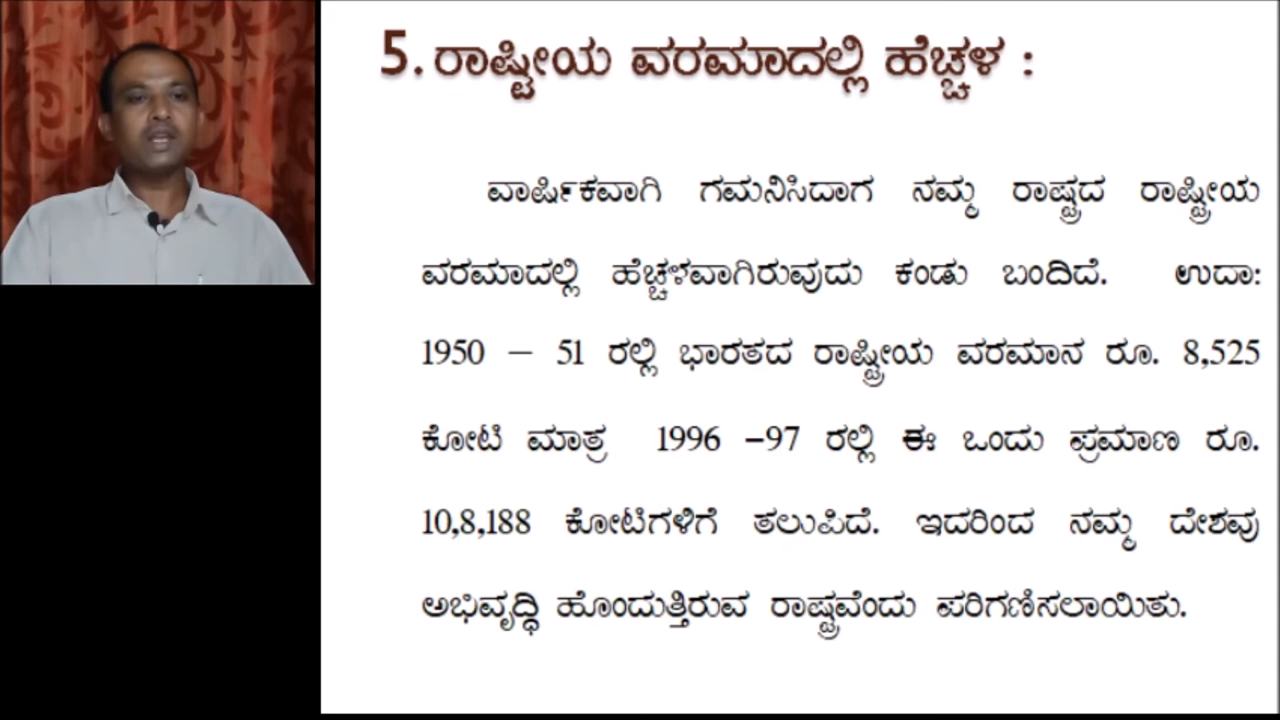 5. ರಾಷ್ಟ್ರೀಯ ವರಮಾದಲ್ಲಿ ಹೆಚ್ಚಳ :
ವಾರ್ಷಿಕವಾಗಿ ಗಮನಿಸಿದಾಗ ನಮ್ಮ ರಾಷ್ಟ್ರದ ರಾಷ್ಟ್ರೀಯ
ವರಮಾದಲ್ಲಿ ಹೆಚ್ಚಳವಾಗಿರುವುದು ಕಂಡು ಬಂದಿದೆ. ಉದಾ:
1950 – 51 ರಲ್ಲಿ ಭಾರತದ ರಾಷ್ಟ್ರೀಯ ವರಮಾನ ರೂ. 8,525
ಕೋಟಿ ಮಾತ್ರ 1996 –97 ರಲ್ಲಿ ಈ ಒಂದು ಪ್ರಮಾಣ ರೂ.
10,8,188 ಕೋಟಿಗಳಿಗೆ ತಲುಪಿದೆ. ಇದರಿಂದ ನಮ್ಮ ದೇಶವು
ಅಭಿವೃದ್ಧಿ ಹೊಂದುತ್ತಿರುವ ರಾಷ್ಟ್ರವೆಂದು ಪರಿಗಣಿಸಲಾಯಿತು.